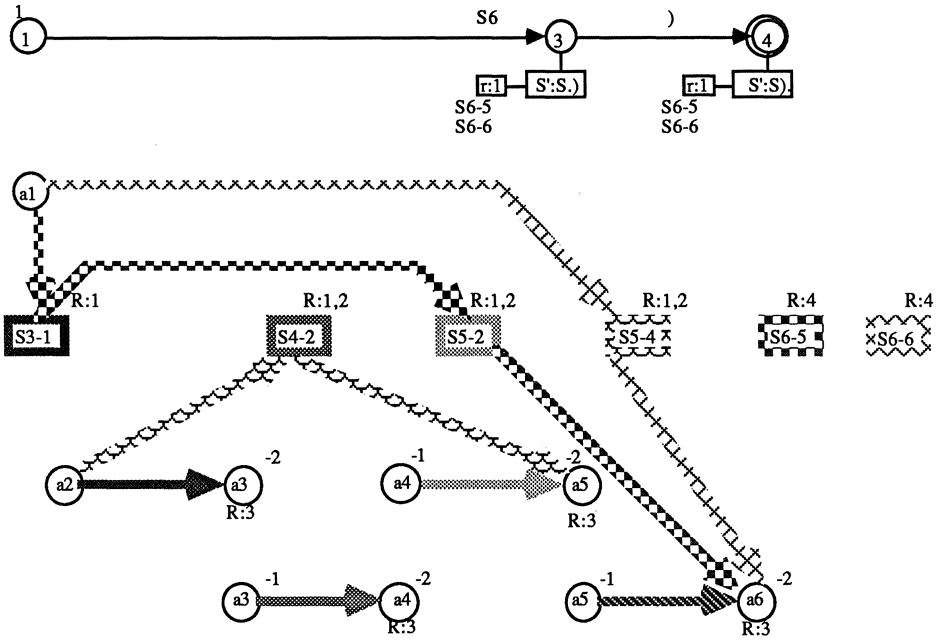 1
S6 )
1 3 4
r:1 S':S.) r:1 S':S).
S6-5 S6-5
S6-6 S6-6
a1
R:1 R:1,2 R:1,2 R:1,2 R:4 R:4
S3-1 S4-2 S5-2 S5-4 S6-5 S6-6
-2 -1 -2
a2 a3 a4 a5
R:3 R:3
-1 -2 -1 -2
a3 a4 a5 a6
R:3 R:3